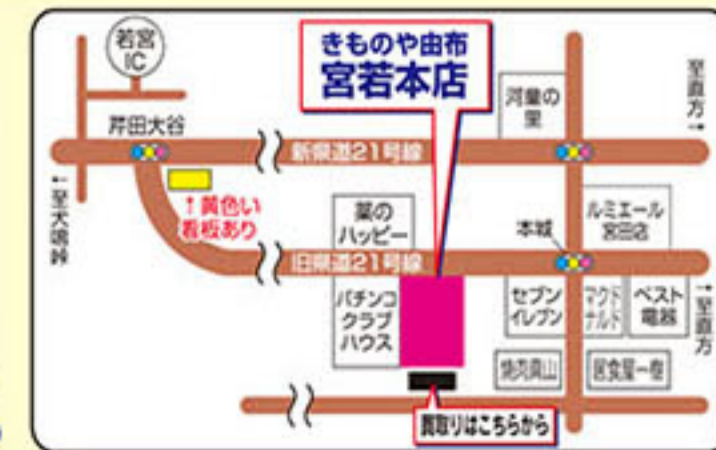 若宮
IC
きものや由布
宮若本店
河童の
里
至直方→
芹田大谷
新県道21号線
←至犬鳴峠
↑黄色い
看板あり
薬の
ハッピー
本城
ルミエール
宮田店
旧県道21号線
パチンコ
クラブ
ハウス
セブン
イレブン
マクド
ナルド
ベスト
電器
→至直方
焼肉真山
居食屋一樹
買取りはこちらから